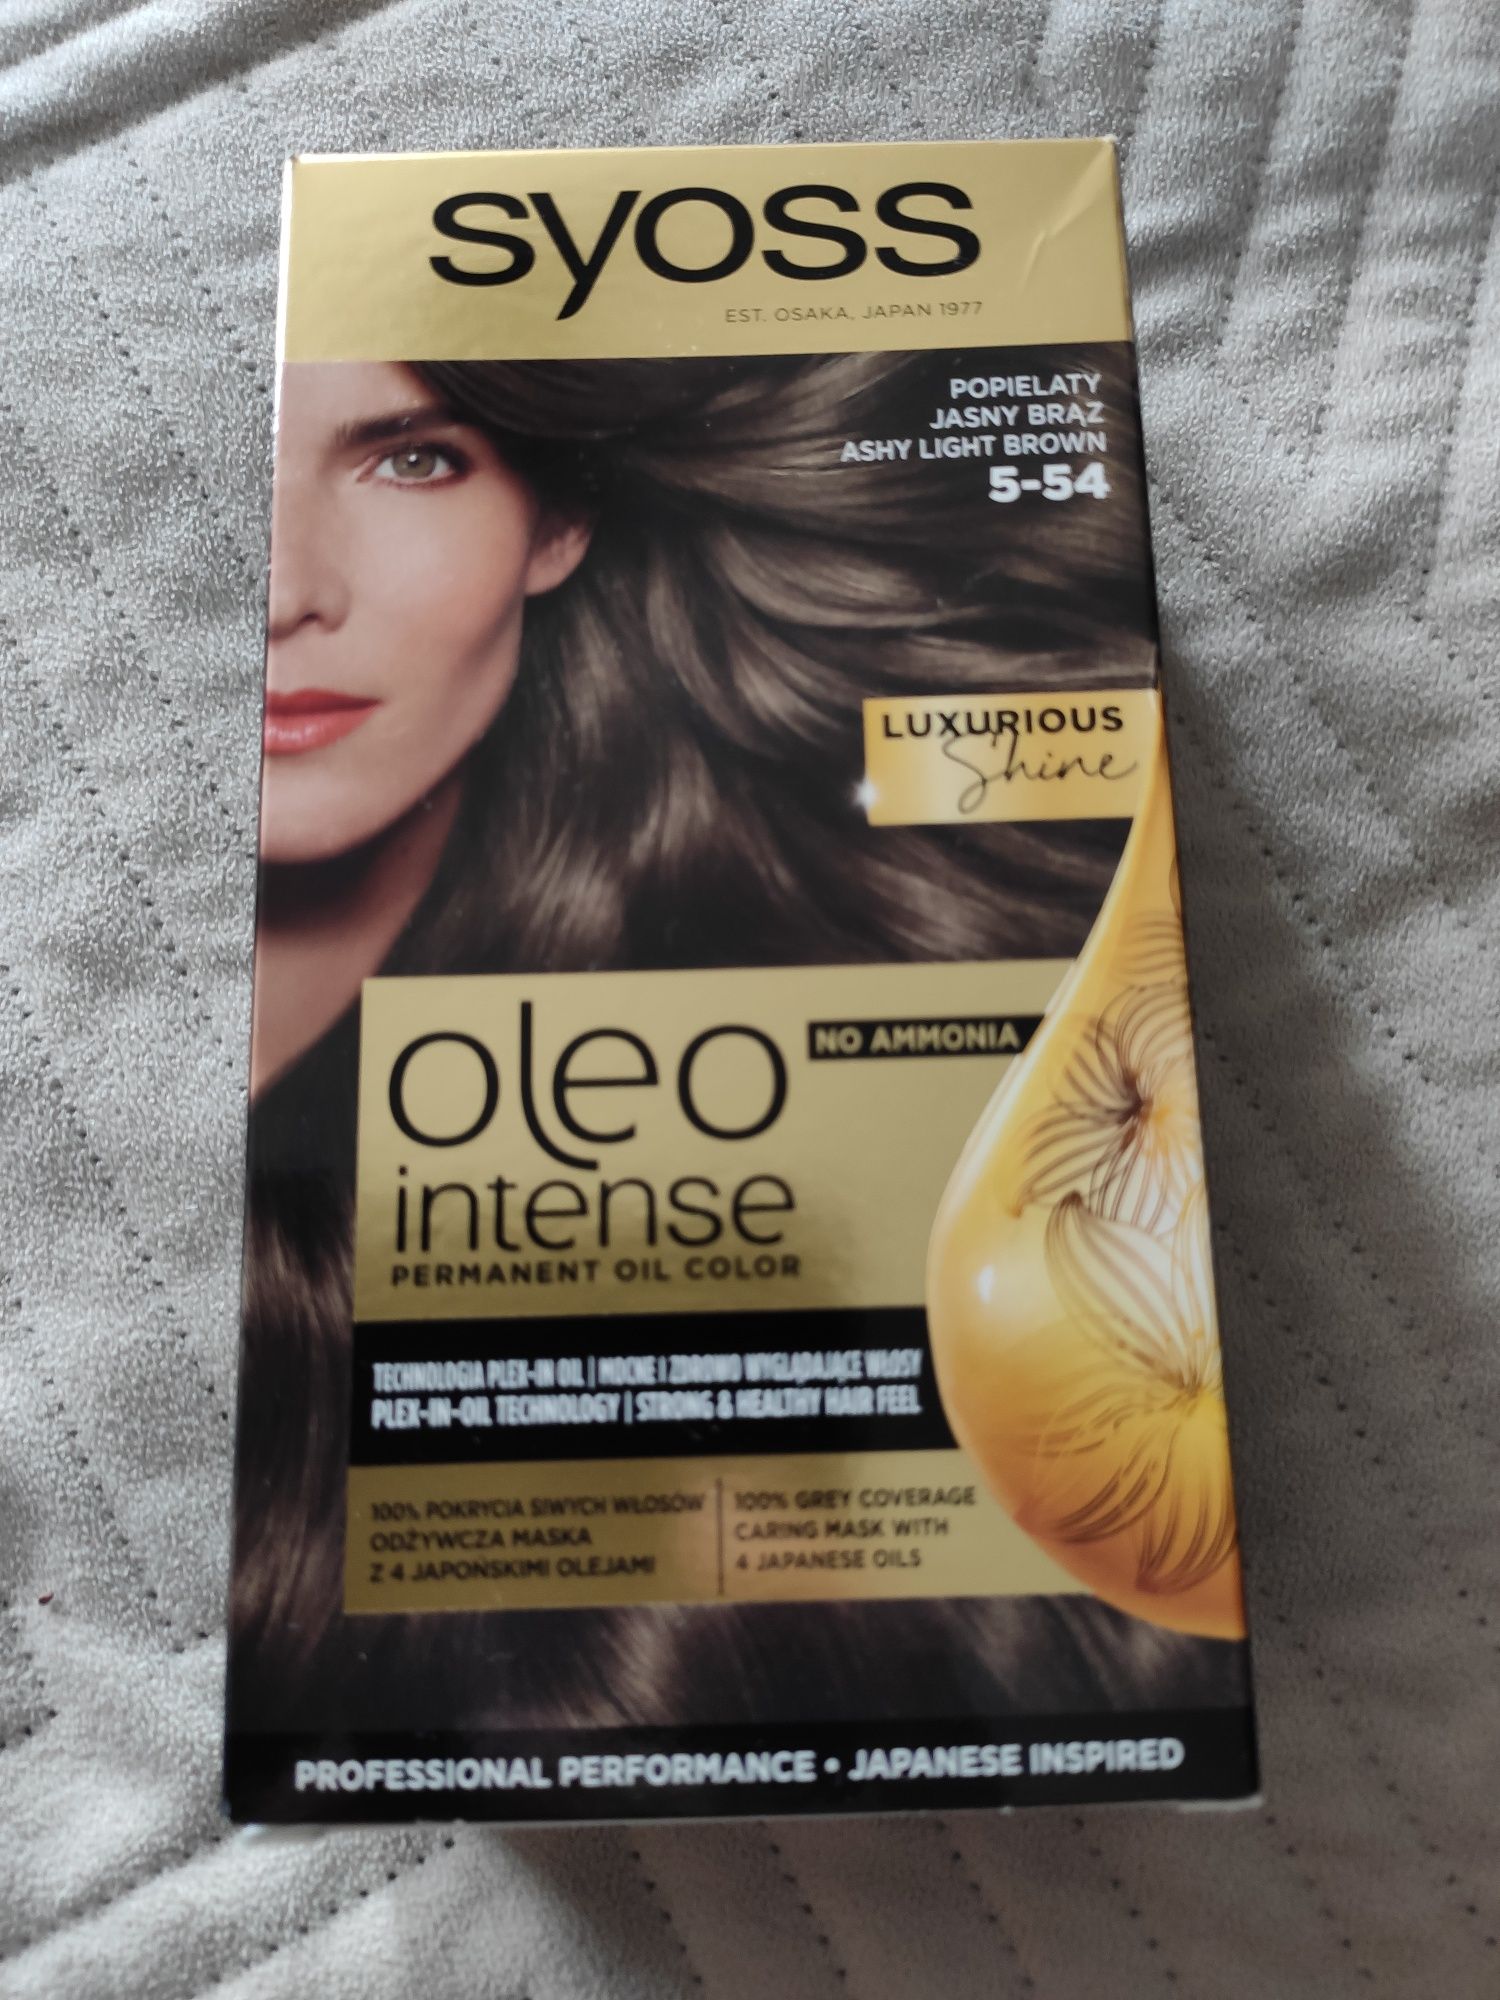 syoss
EST. OSAKA, JAPAN 1977
POPIELATY
JASNY BRĄZ
ASHY LIGHT BROWN
5-54
LUXURIOUS
Shine
oleo
NO AMMONIA
intense
PERMANENT OIL COLOR
TECHNOLOGIA PLEX-IN OIL | MOCNE I ZDROWO WYGLĄDAJĄCE WŁOSY
PLEX-IN-OIL TECHNOLOGY | STRONG & HEALTHY HAIR FEEL
100% POKRYCIA SIWYCH WŁOSÓW
ODŻYWCZA MASKA
Z 4 JAPOŃSKIMI OLEJAMI
100% GREY COVERAGE
CARING MASK WITH
4 JAPANESE OILS
PROFESSIONAL PERFORMANCE • JAPANESE INSPIRED